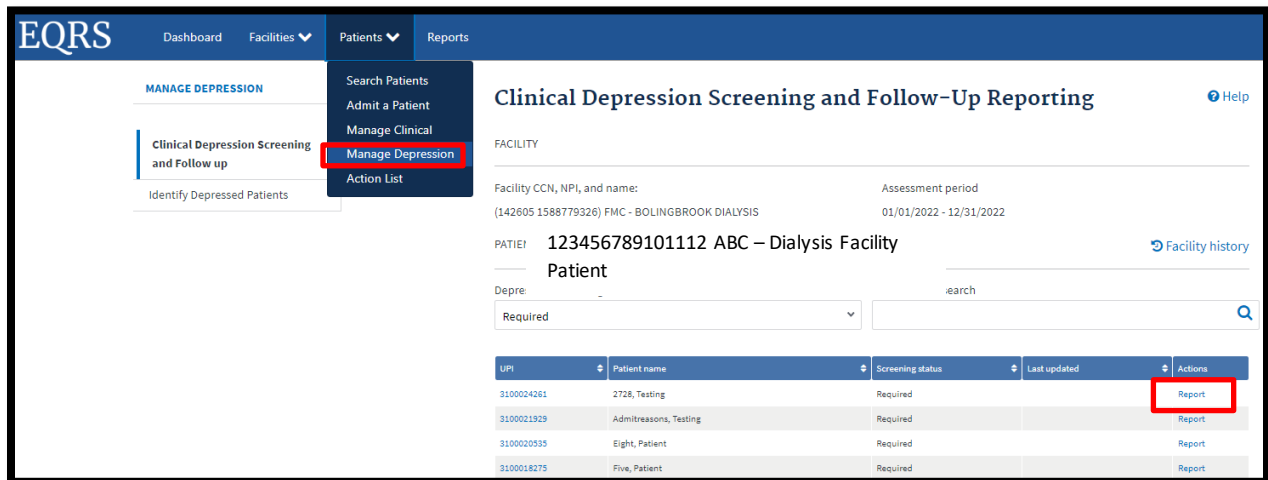 EQRS Dashboard Facilities Patients Reports
MANAGE DEPRESSION
Clinical Depression Screening
and Follow up
Identify Depressed Patients
Search Patients
Admit a Patient
Manage Clinical
Manage Depression
Action List
Clinical Depression Screening and Follow-Up Reporting
Help
FACILITY
Facility CCN, NPI, and name: Assessment period
(142605 1588779326) FMC - BOLINGBROOK DIALYSIS 01/01/2022 - 12/31/2022
123456789101112 ABC – Dialysis Facility
Patient
Facility history
Required
UPI Patient name Screening status Last updated Actions
3100024261 2728, Testing Required Report
3100021929 Admitreasons, Testing Required Report
3100020535 Eight, Patient Required Report
3100018275 Five, Patient Required Report